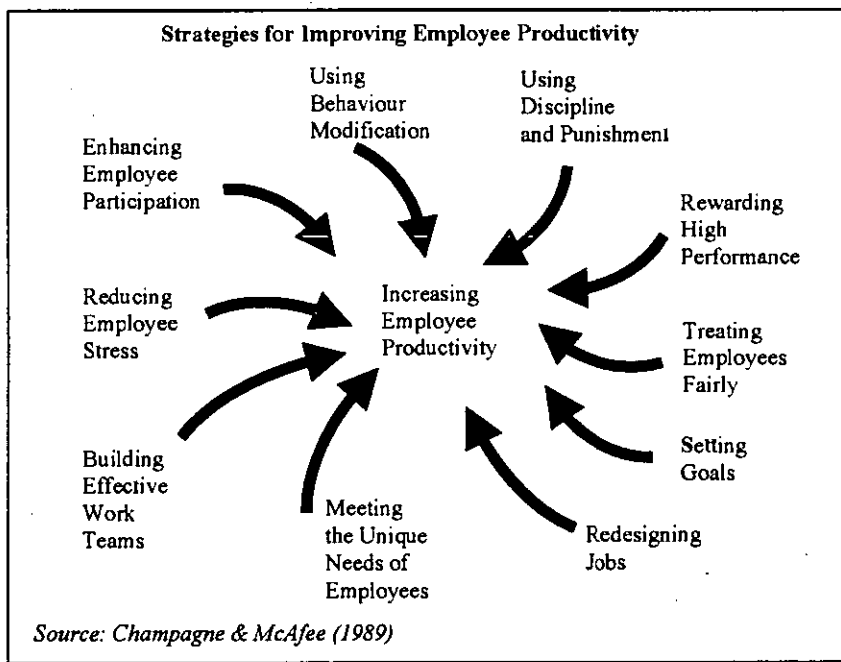 Strategies for Improving Employee Productivity
Using
Behaviour
Modification
Using
Discipline
and Punishment
Enhancing
Employee
Participation
Rewarding
High
Performance
Reducing
Employee
Stress
Increasing
Employee
Productivity
Treating
Employees
Fairly
Setting
Goals
Building
Effective
Work
Teams
Meeting
the Unique
Needs of
Employees
Redesigning
Jobs
Source: Champagne & McAfee (1989)